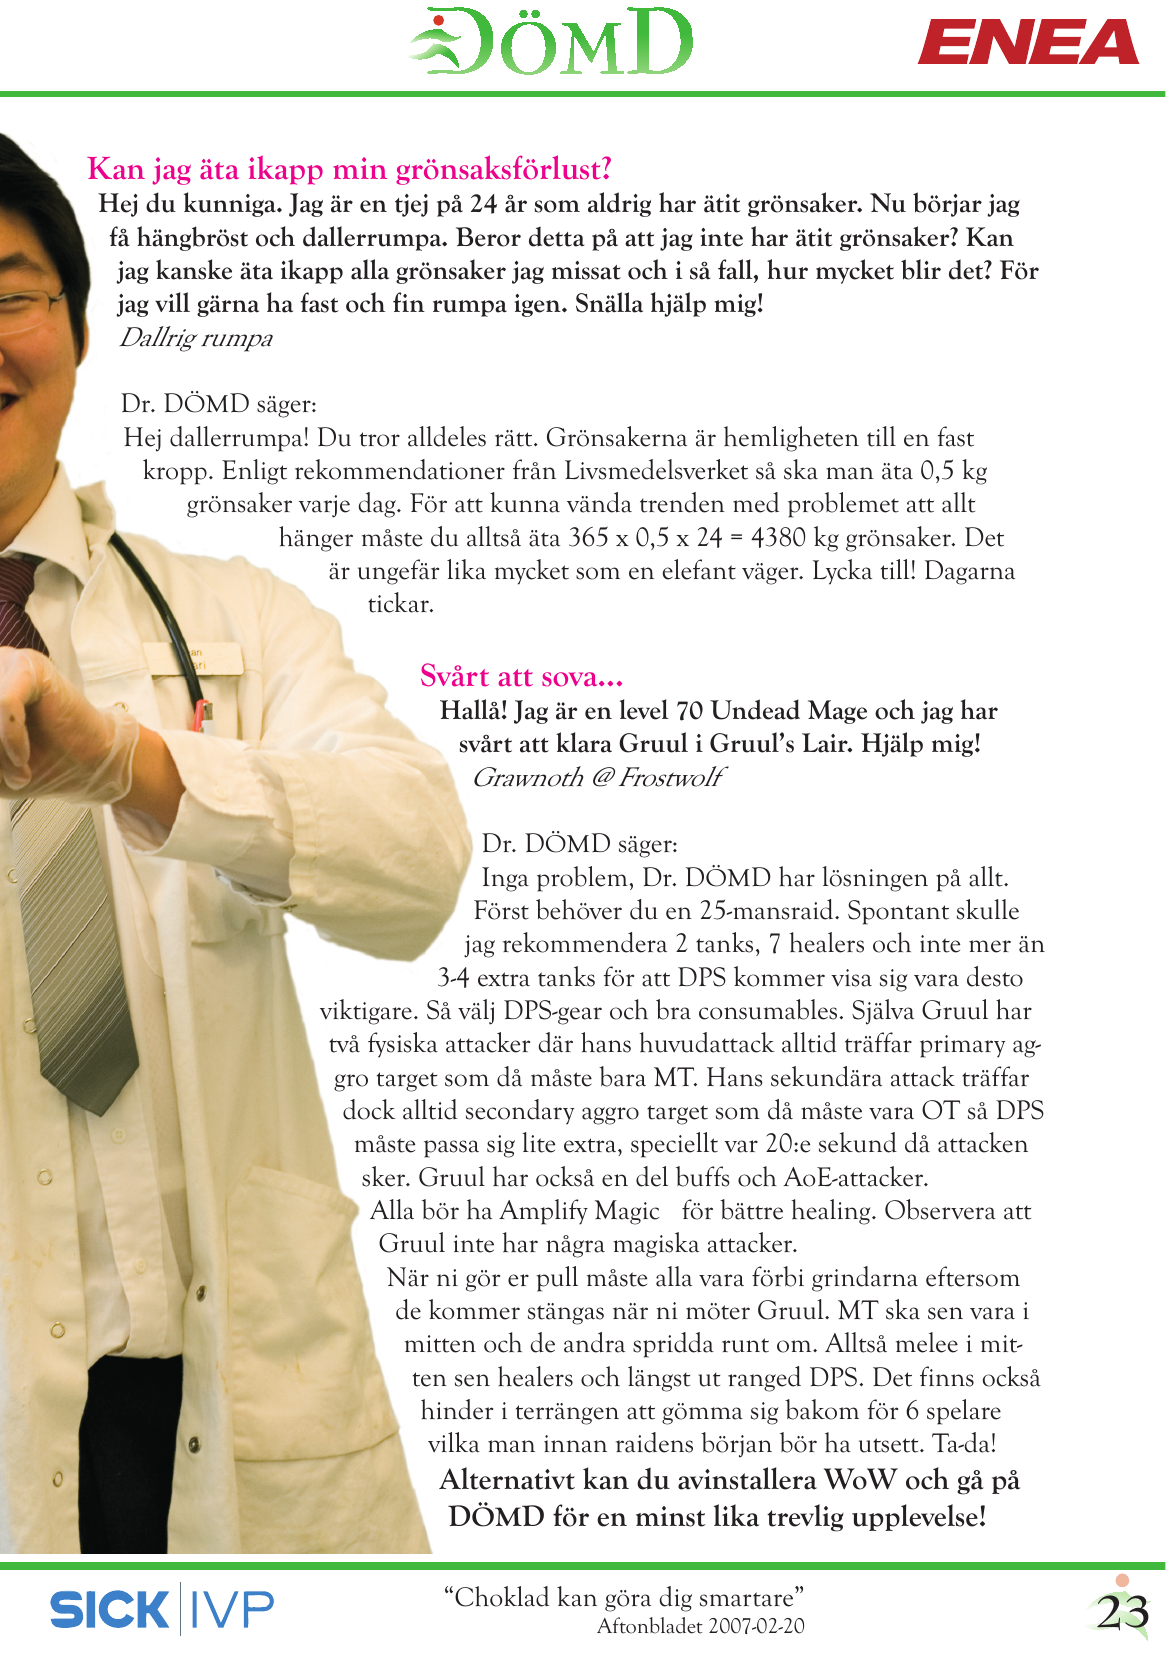 DÖMD
ENEA
Kan jag äta ikapp min grönsaksförlust?
Hej du kunniga. Jag är en tjej på 24 år som aldrig har ätit grönsaker. Nu börjar jag
få hängbröst och dallerrumpa. Beror detta på att jag inte har ätit grönsaker? Kan
jag kanske äta ikapp alla grönsaker jag missat och i så fall, hur mycket blir det? För
jag vill gärna ha fast och fin rumpa igen. Snälla hjälp mig!
Dallrig rumpa
Dr. DÖMD säger:
Hej dallerrumpa! Du tror alldeles rätt. Grönsakerna är hemligheten till en fast
kropp. Enligt rekommendationer från Livsmedelsverket så ska man äta 0,5 kg
grönsaker varje dag. För att kunna vända trenden med problemet att allt
hänger måste du alltså äta 365 x 0,5 x 24 = 4380 kg grönsaker. Det
är ungefär lika mycket som en elefant väger. Lycka till! Dagarna
tickar.
Svårt att sova...
Hallå! Jag är en level 70 Undead Mage och jag har
svårt att klara Gruul i Gruul's Lair. Hjälp mig!
Grawnoth @ Frostwolf
Dr. DÖMD säger:
Inga problem, Dr. DÖMD har lösningen på allt.
Först behöver du en 25-mansraid. Spontant skulle
jag rekommendera 2 tanks, 7 healers och inte mer än
3-4 extra tanks för att DPS kommer visa sig vara desto
viktigare. Så välj DPS-gear och bra consumables. Själva Gruul har
två fysiska attacker där hans huvudattack alltid träffar primary ag-
gro target som då måste bara MT. Hans sekundära attack träffar
dock alltid secondary aggro target som då måste vara OT så DPS
måste passa sig lite extra, speciellt var 20:e sekund då attacken
sker. Gruul har också en del buffs och AoE-attacker.
Alla bör ha Amplify Magic   för bättre healing. Observera att
Gruul inte har några magiska attacker.
När ni gör er pull måste alla vara förbi grindarna eftersom
de kommer stängas när ni möter Gruul. MT ska sen vara i
mitten och de andra spridda runt om. Alltså melee i mit-
ten sen healers och längst ut ranged DPS. Det finns också
hinder i terrängen att gömma sig bakom för 6 spelare
vilka man innan raidens början bör ha utsett. Ta-da!
Alternativt kan du avinstallera WoW och gå på
DÖMD för en minst lika trevlig upplevelse!
SICK IVP
“Choklad kan göra dig smartare”
Aftonbladet 2007-02-20
23